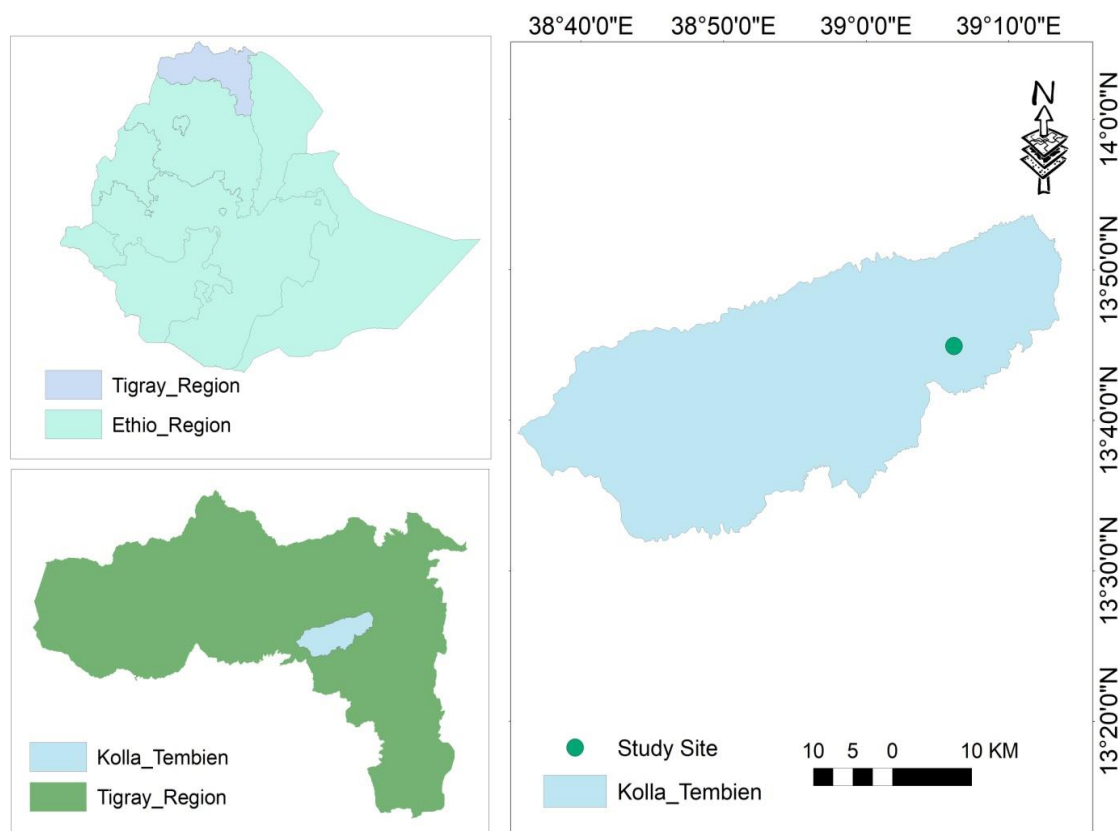 Tigray_Region
Ethio_Region
Kolla_Tembien
Tigray_Region
38°40'0"E 38°50'0"E 39°0'0"E 39°10'0"E
N
14°0'0"N
13°50'0"N
13°40'0"N
13°30'0"N
13°20'0"N
Study Site
10 5 0 10 KM
Kolla_Tembien